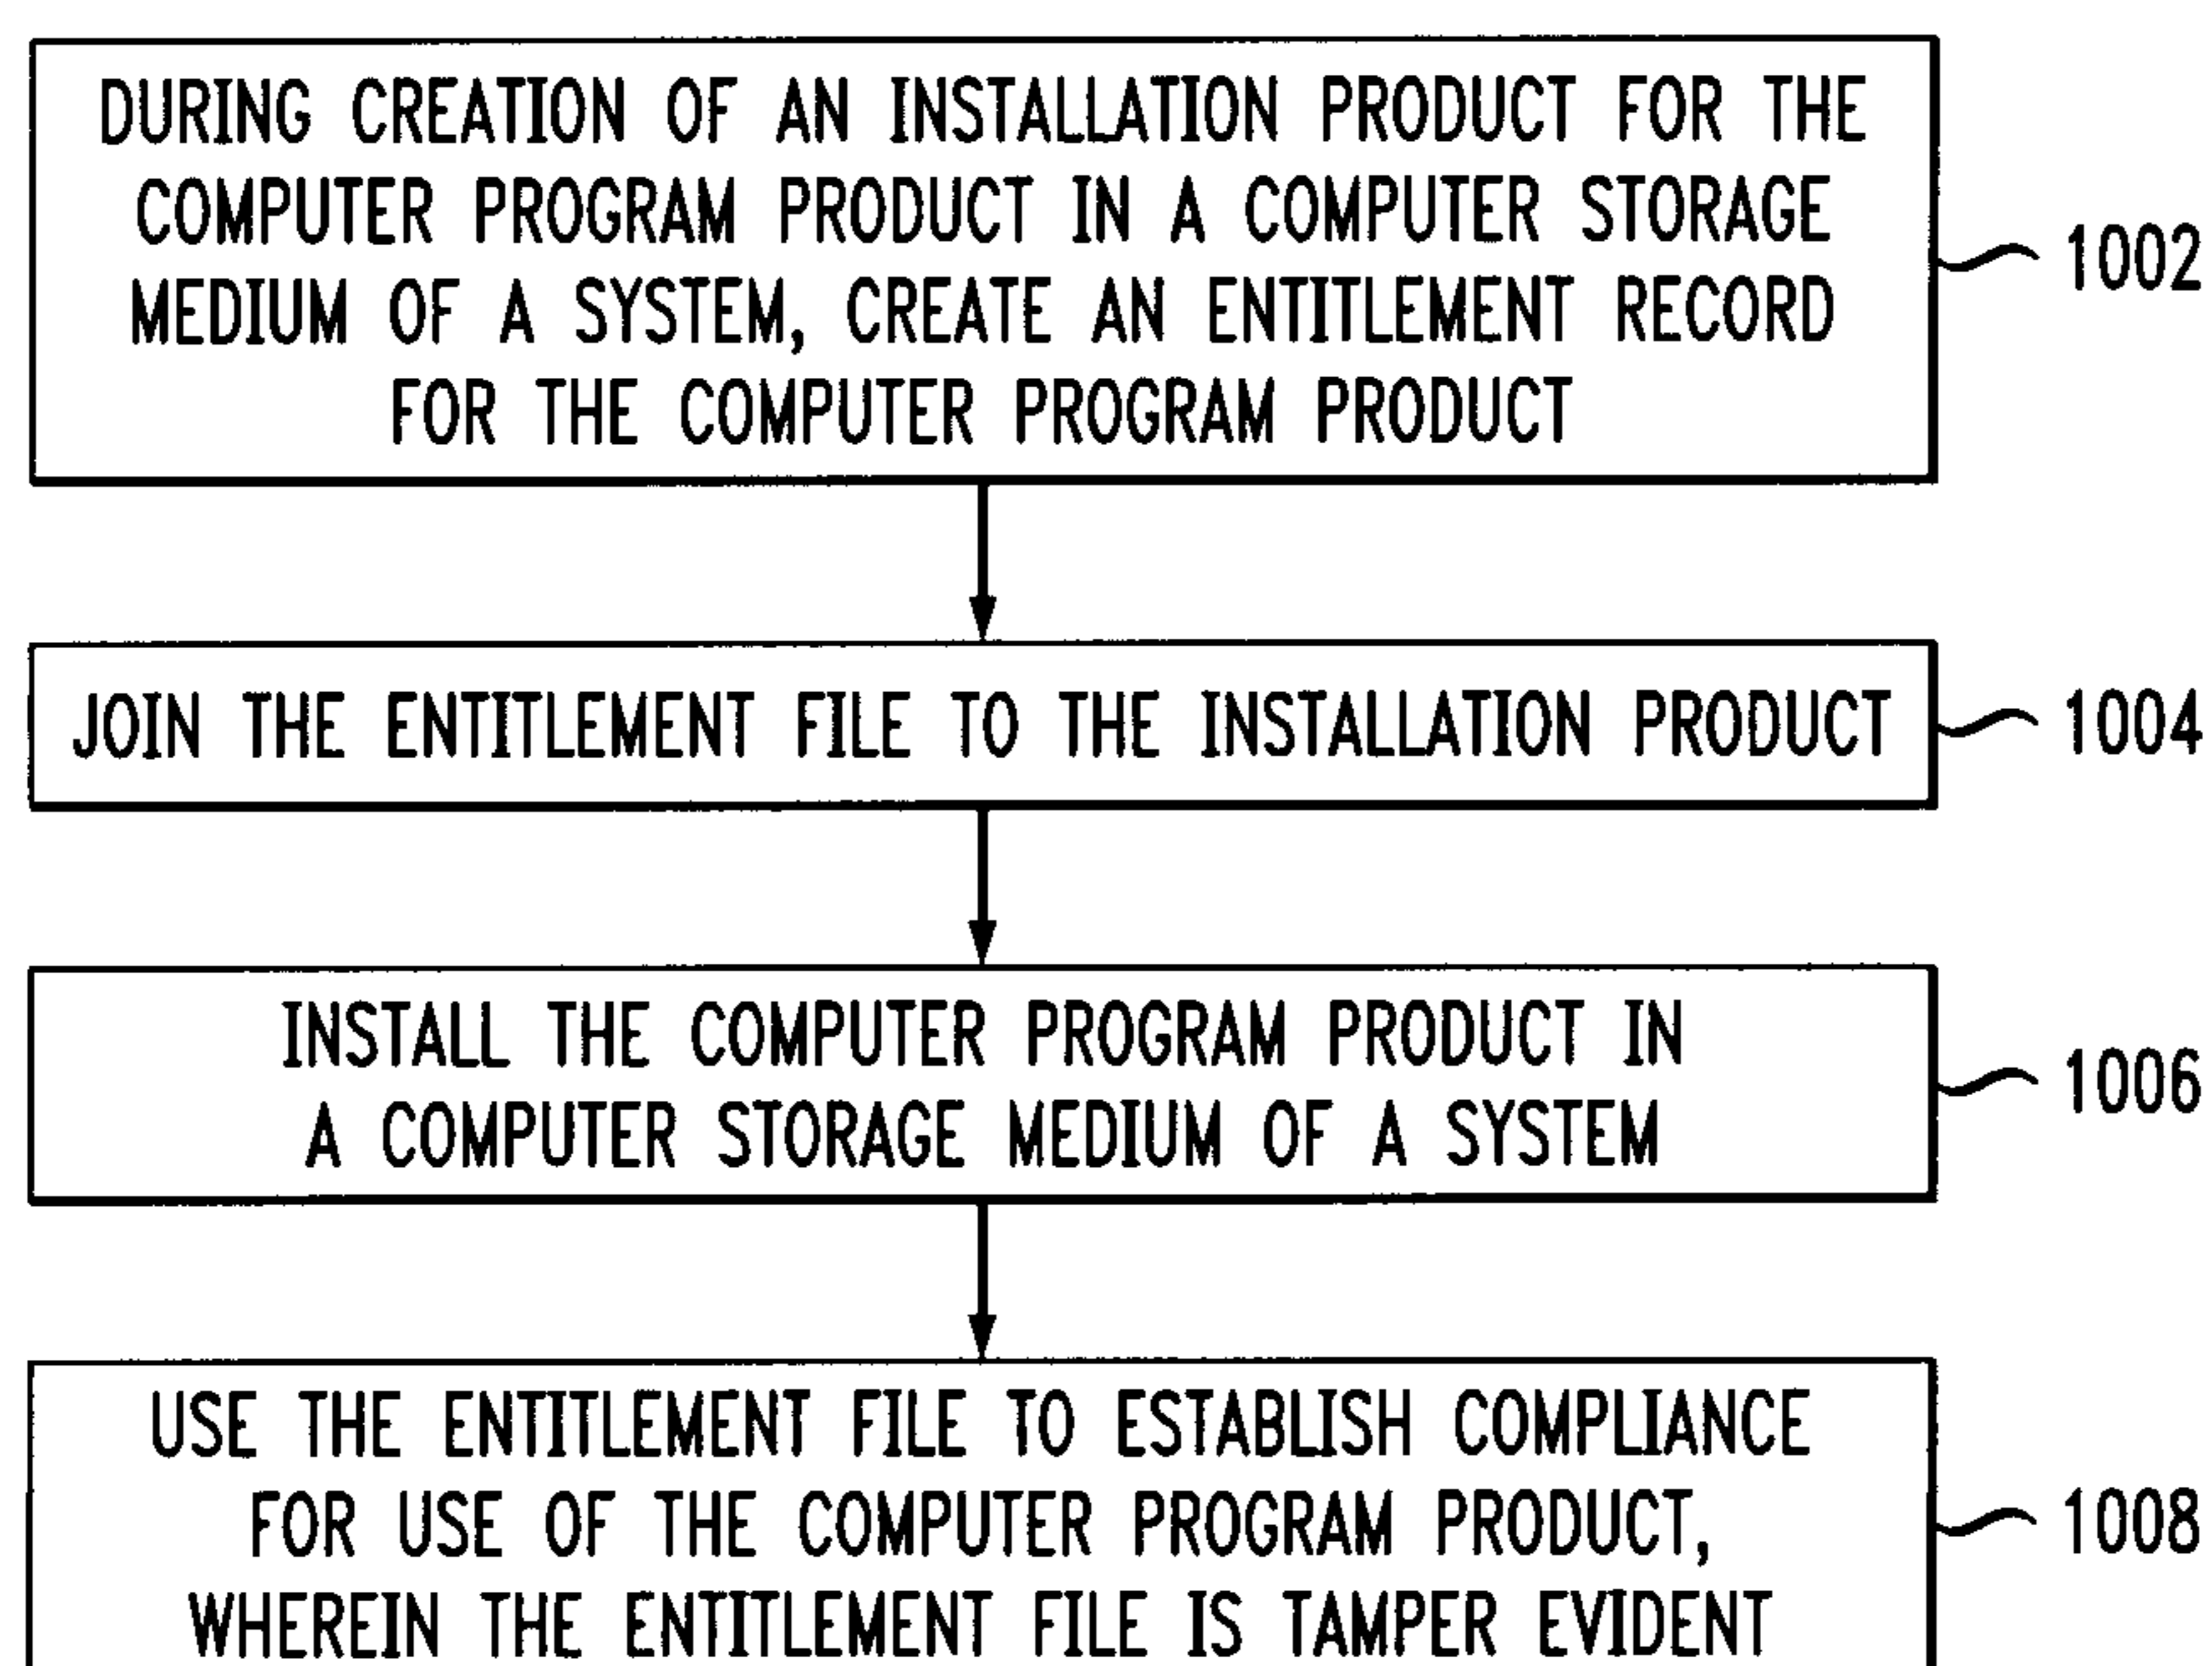 DURING CREATION OF AN INSTALLATION PRODUCT FOR THE
COMPUTER PROGRAM PRODUCT IN A COMPUTER STORAGE
MEDIUM OF A SYSTEM, CREATE AN ENTITLEMENT RECORD
FOR THE COMPUTER PROGRAM PRODUCT
1002
JOIN THE ENTITLEMENT FILE TO THE INSTALLATION PRODUCT
1004
INSTALL THE COMPUTER PROGRAM PRODUCT IN
A COMPUTER STORAGE MEDIUM OF A SYSTEM
1006
USE THE ENTITLEMENT FILE TO ESTABLISH COMPLIANCE
FOR USE OF THE COMPUTER PROGRAM PRODUCT,
WHEREIN THE ENTITLEMENT FILE IS TAMPER EVIDENT
1008